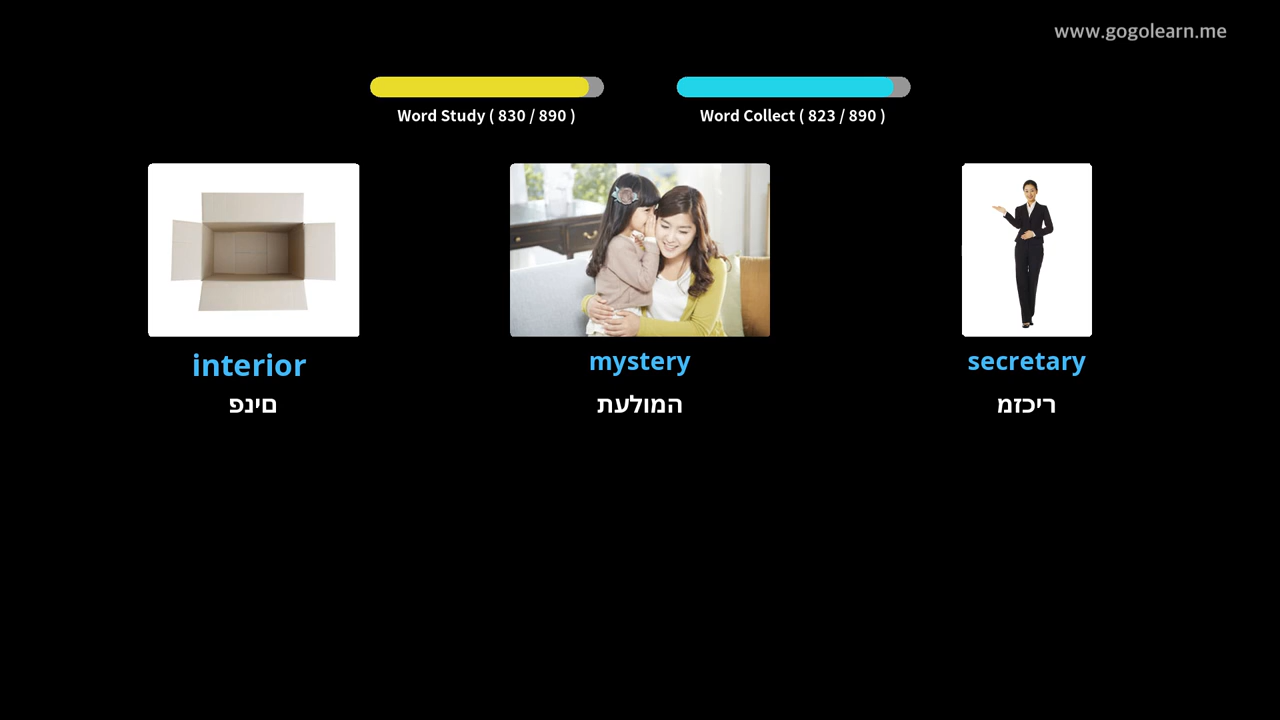 www.gogolearn.me
Word Study ( 830 / 890 )
Word Collect ( 823 / 890 )
interior
mystery
secretary
םינפ
המולעת
ריכזמ